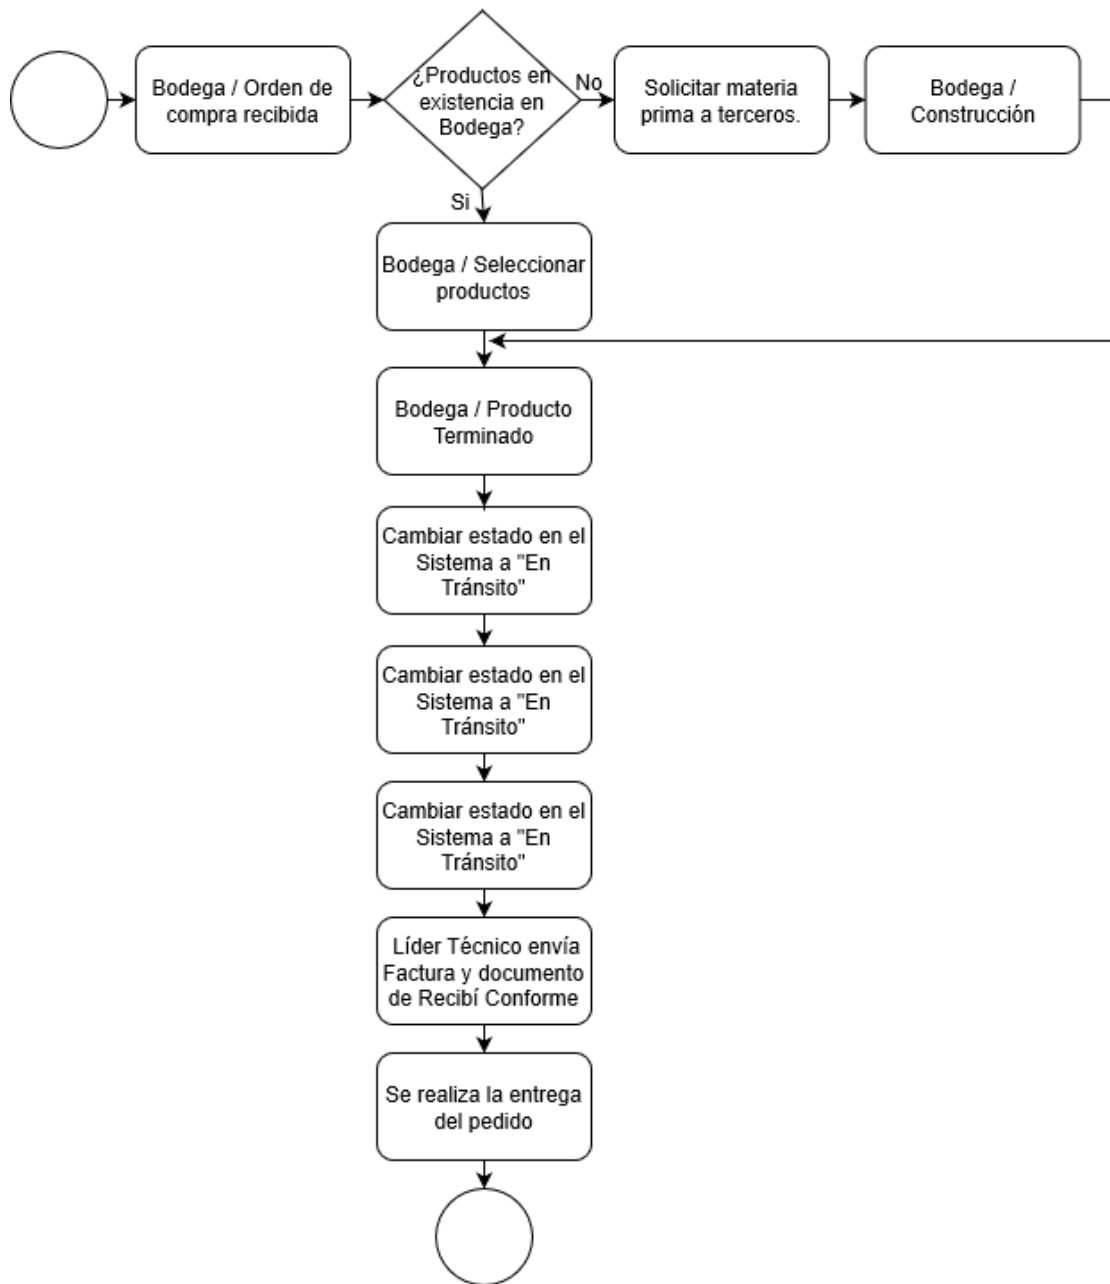 Bodega / Orden de
compra recibida
¿Productos en
existencia en
Bodega?
No
Solicitar materia
prima a terceros.
Bodega /
Construcción
Si
Bodega / Seleccionar
productos
Bodega / Producto
Terminado
Cambiar estado en el
Sistema a "En
Tránsito"
Cambiar estado en el
Sistema a "En
Tránsito"
Cambiar estado en el
Sistema a "En
Tránsito"
Líder Técnico envía
Factura y documento
de Recibí Conforme
Se realiza la entrega
del pedido